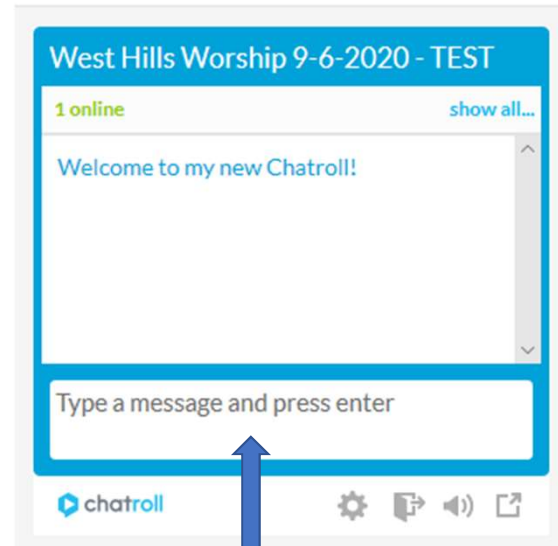 West Hills Worship 9-6-2020 - TEST
1 online show all...
Welcome to my new Chatroll!
Type a message and press enter
chatroll